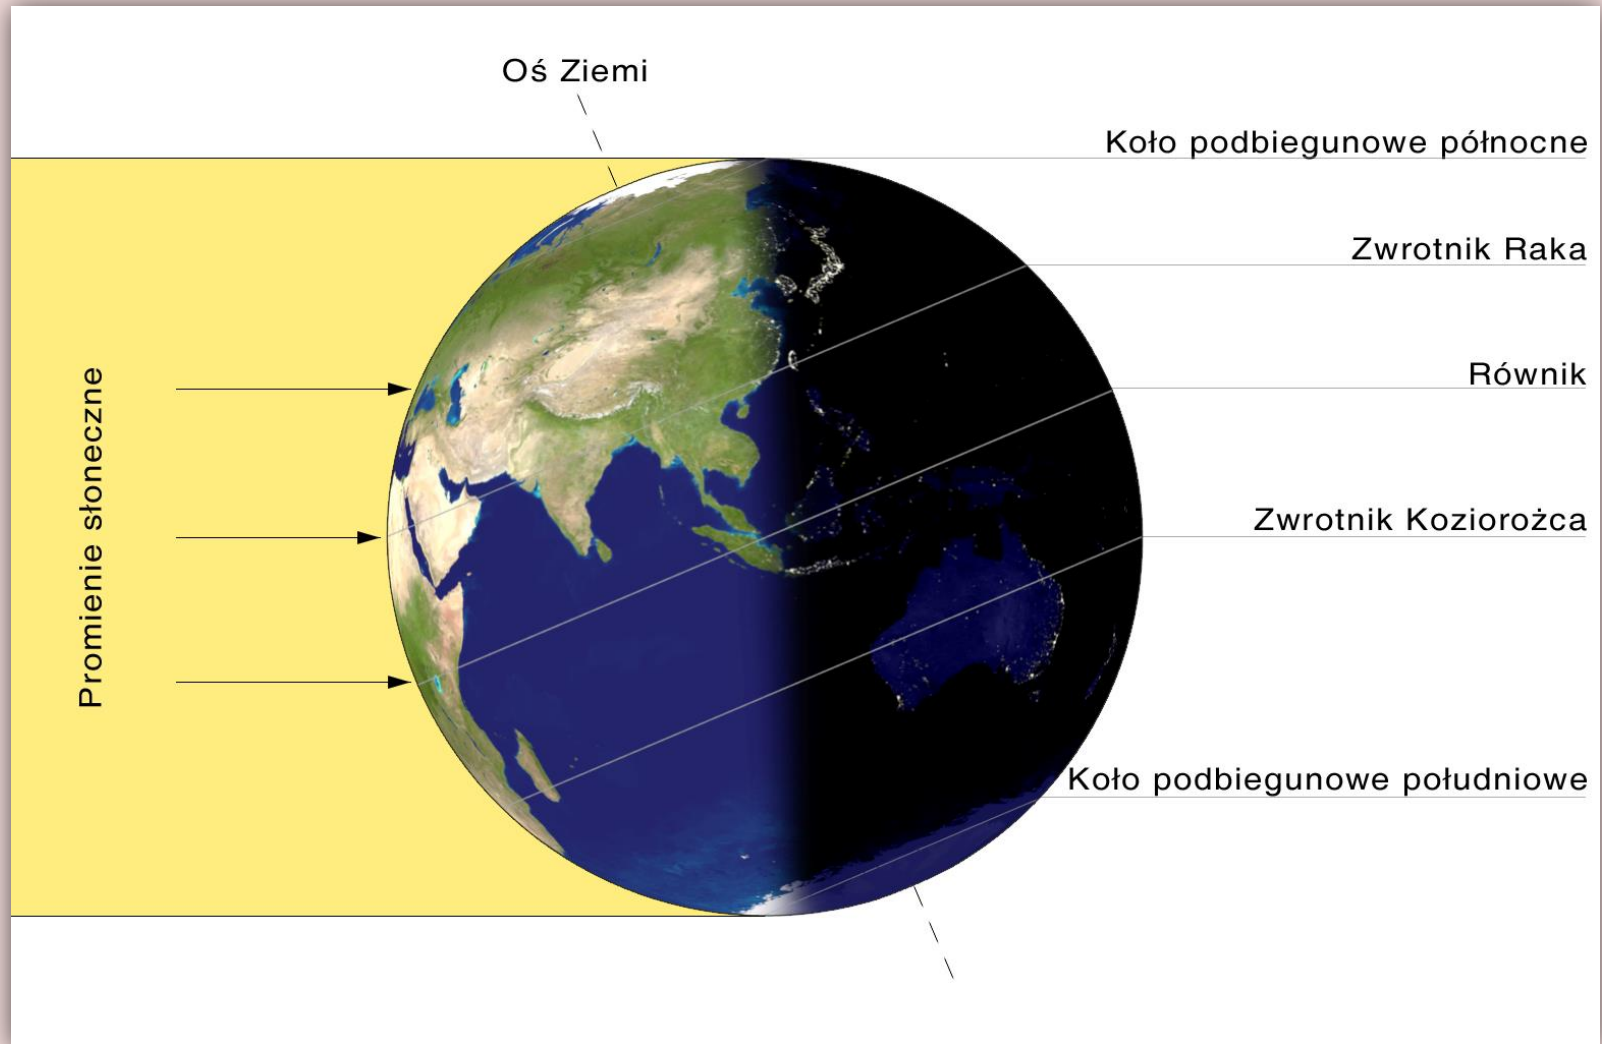 Oś Ziemi
Koło podbiegunowe północne
Zwrotnik Raka
Równik
Zwrotnik Koziorożca
Koło podbiegunowe południowe
Promienie słoneczne